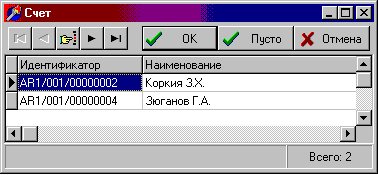 Счет
OK Пусто Отмена
Идентификатор Наименование
AR1/001/00000002 Коркия З.Х.
AR1/001/00000004 Зюганов Г.А.
Всего: 2